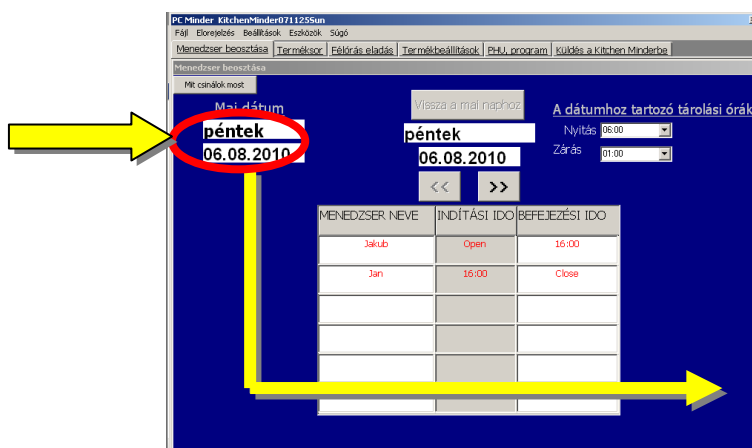 PC Minder KitchenMinder071125Sun
Fájl Elorejelzés Beállítások Eszközök Súgó
Menedzser beosztása Terméksor Félórás eladás Termékbeállítások PHU, program Küldés a Kitchen Minderbe
Menedzser beosztása
Mit csinálok most
Mai dátum
péntek
06.08.2010
Vissza a mai naphoz
péntek
06.08.2010
<< >>
A dátumhoz tartozó tárolási órák
Nyitás 06:00
Zárás 01:00
MENEDZSER NEVE INDÍTÁSI IDO BEFEJEZÉSI IDO
Jakub Open 16:00
Jan 16:00 Close